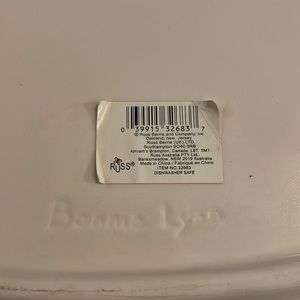 0 39915 32683 7
© Russ Berrie and Company, Inc.
Oakland, New Jersey
Russ Berrie (UK) LTD.
Southampton SO40 9RB
Amram's Brampton, Canada L6T 5M1
Russ Australia PTY Ltd.
Banksmeadow, NSW 2019 Australia
Made in China / Fabriqué en Chine
ITEM NO. 32683
DISHWASHER SAFE
RUSS®
Bonnie Lynn